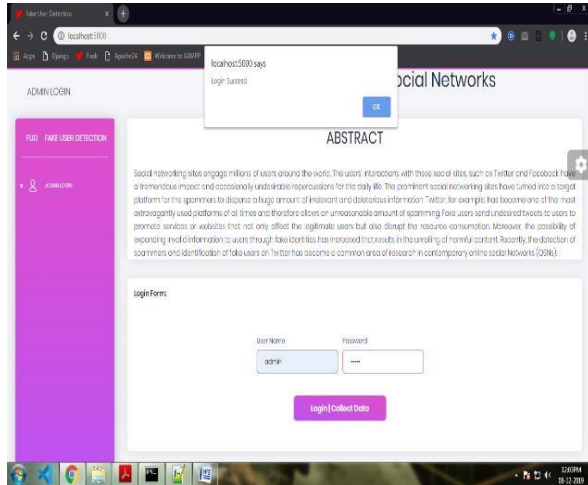 Fake User Detection
localhost:5000
Apps Django Flask Apache24 Welcome to XAMPP
localhost:5000 says
Login Success!
OK
ocial Networks
ADMIN LOGIN
FUD FAKE USER DETECTION
ADMIN LOGIN
ABSTRACT
Social networking sites engage millions of users around the world. The users' interactions with these social sites, such as Twitter and Facebook have
a tremendous impact and occasionally undesirable repercussions for daily life. The prominent social networking sites have turned into a target
platform for the spammers to disperse a huge amount of irrelevant and deleterious information. Twitter, for example, has become one of the most
extravagantly used platforms of all times and therefore allows an unreasonable amount of spamming. Fake users send undesired tweets to users to
promote services or websites that not only affect the legitimate users but also disrupt the resource consumption. Moreover, the possibility of
expanding invalid information to users through fake identities has increased that results in the unrolling of harmful content. Recently, the detection of
spammers and identification of fake users on Twitter has become a common area of research in contemporary online social Networks (OSNs).
Login Form:
User Name Password
admin -----
Login | Collect Data
12:03 PM
06-12-2019